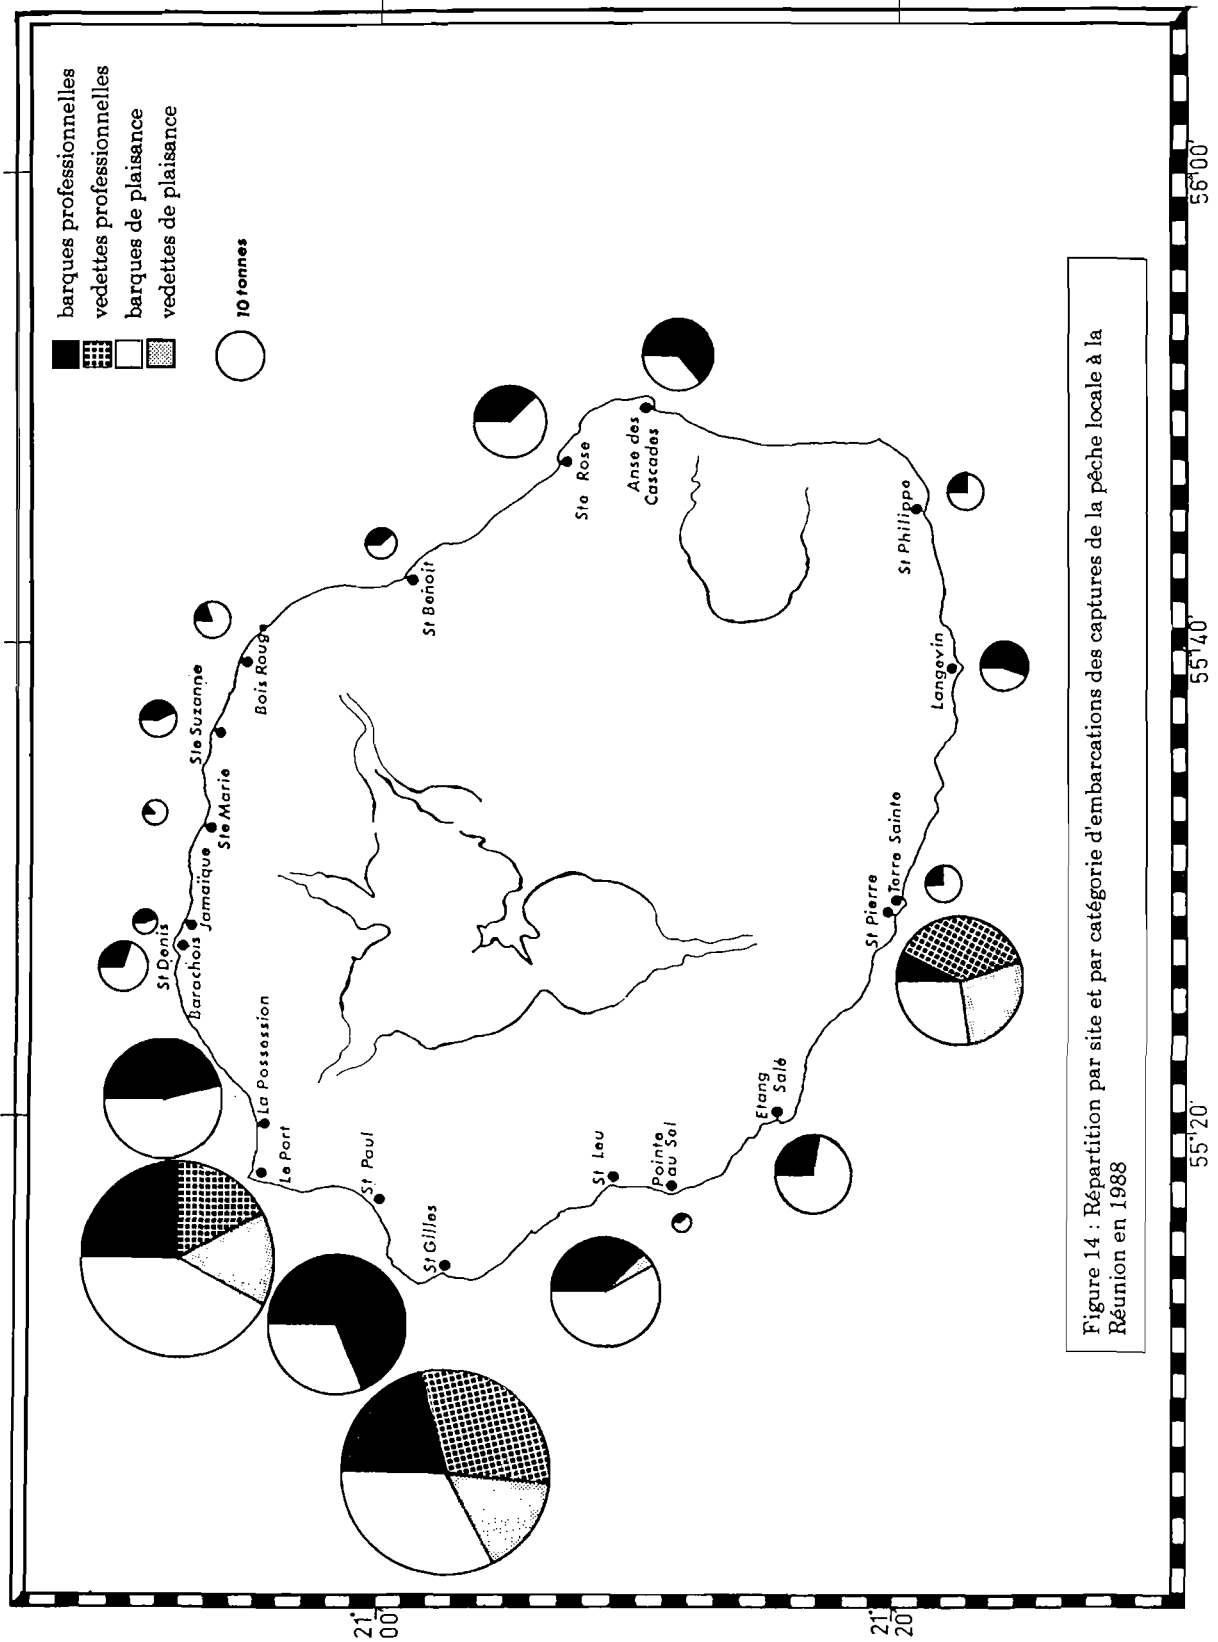 barques professionnelles
vedettes professionnelles
barques de plaisance
vedettes de plaisance
10 tonnes
St Denis
Barachois
Jamaïque
Ste Marie
Ste Suzanne
Bois Roug
St Benoit
Ste Rose
Anse des
Cascades
St Philippe
Langevin
Terre Sainte
St Pierre
Etang
Salé
Pointe
au Sel
St Leu
St Gilles
St Paul
Le Port
La Possession
21°
00'
21°
20'
55°20'
55°40'
56°00'
Figure 14 : Répartition par site et par catégorie d'embarcations des captures de la pêche locale à la
Réunion en 1988